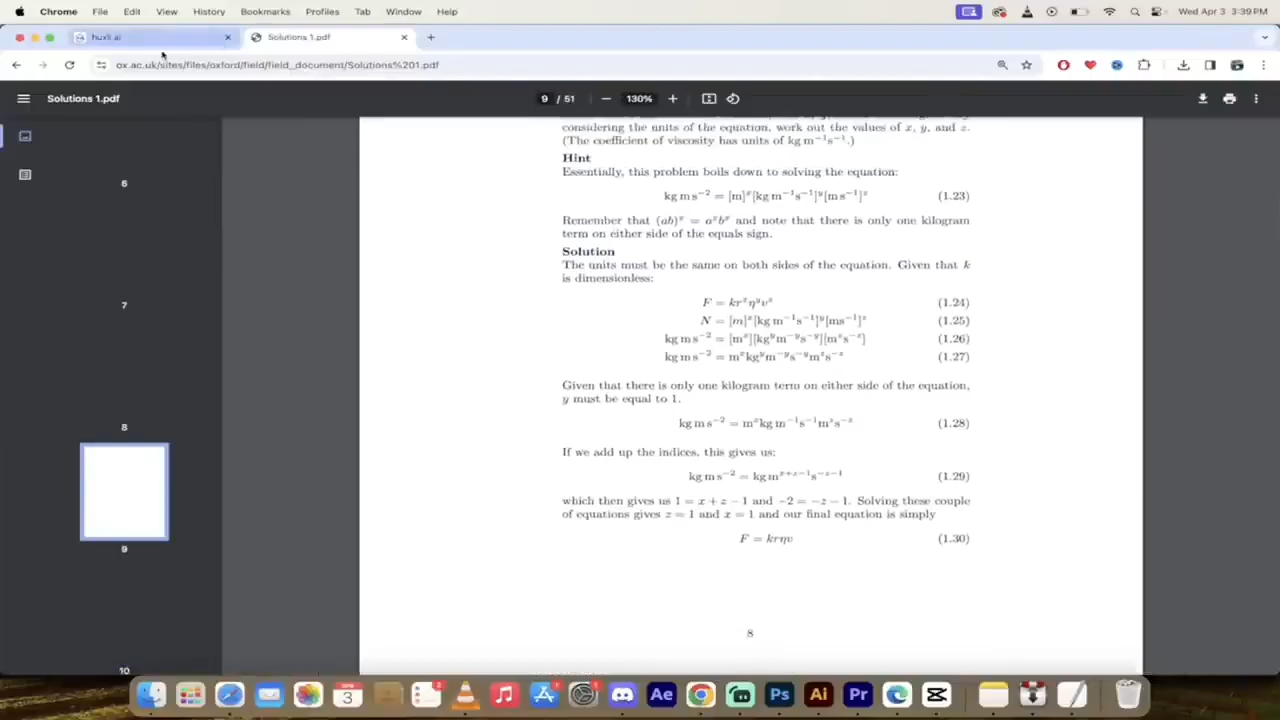 Chrome File Edit View History Bookmarks Profiles Tab Window Help Wed Apr 3 3:39 PM
huxli.ai Solutions 1.pdf
ox.ac.uk/sites/files/oxford/field/field_document/Solutions%201.pdf
Solutions 1.pdf 9 / 51 130%
considering the units of the equation, work out the values of x, y, and z.
(The coefficient of viscosity has units of kg m⁻¹s⁻¹.)
Hint
Essentially, this problem boils down to solving the equation:
kg m s⁻² = [m]ˣ[kg m⁻¹s⁻¹]ʸ[m s⁻¹]ᶻ (1.23)
Remember that (ab)ˣ = aˣbˣ and note that there is only one kilogram
term on either side of the equals sign.
Solution
The units must be the same on both sides of the equation. Given that k
is dimensionless:
F = krˣηʸvᶻ (1.24)
N = [m]ˣ[kg m⁻¹s⁻¹]ʸ[ms⁻¹]ᶻ (1.25)
kg m s⁻² = [mˣ][kgʸm⁻ʸs⁻ʸ][mᶻs⁻ᶻ] (1.26)
kg m s⁻² = mˣkgʸm⁻ʸs⁻ʸmᶻs⁻ᶻ (1.27)
Given that there is only one kilogram term on either side of the equation,
y must be equal to 1.
kg m s⁻² = mˣkg m⁻¹s⁻¹mᶻs⁻ᶻ (1.28)
If we add up the indices, this gives us:
kg m s⁻² = kg mˣ⁺ᶻ⁻¹s⁻ᶻ⁻¹ (1.29)
which then gives us 1 = x + z − 1 and −2 = −z − 1. Solving these couple
of equations gives z = 1 and x = 1 and our final equation is simply
F = krηv (1.30)
8
6
7
8
9
10
APR
3
2
Ae
Ps
Ai
Pr